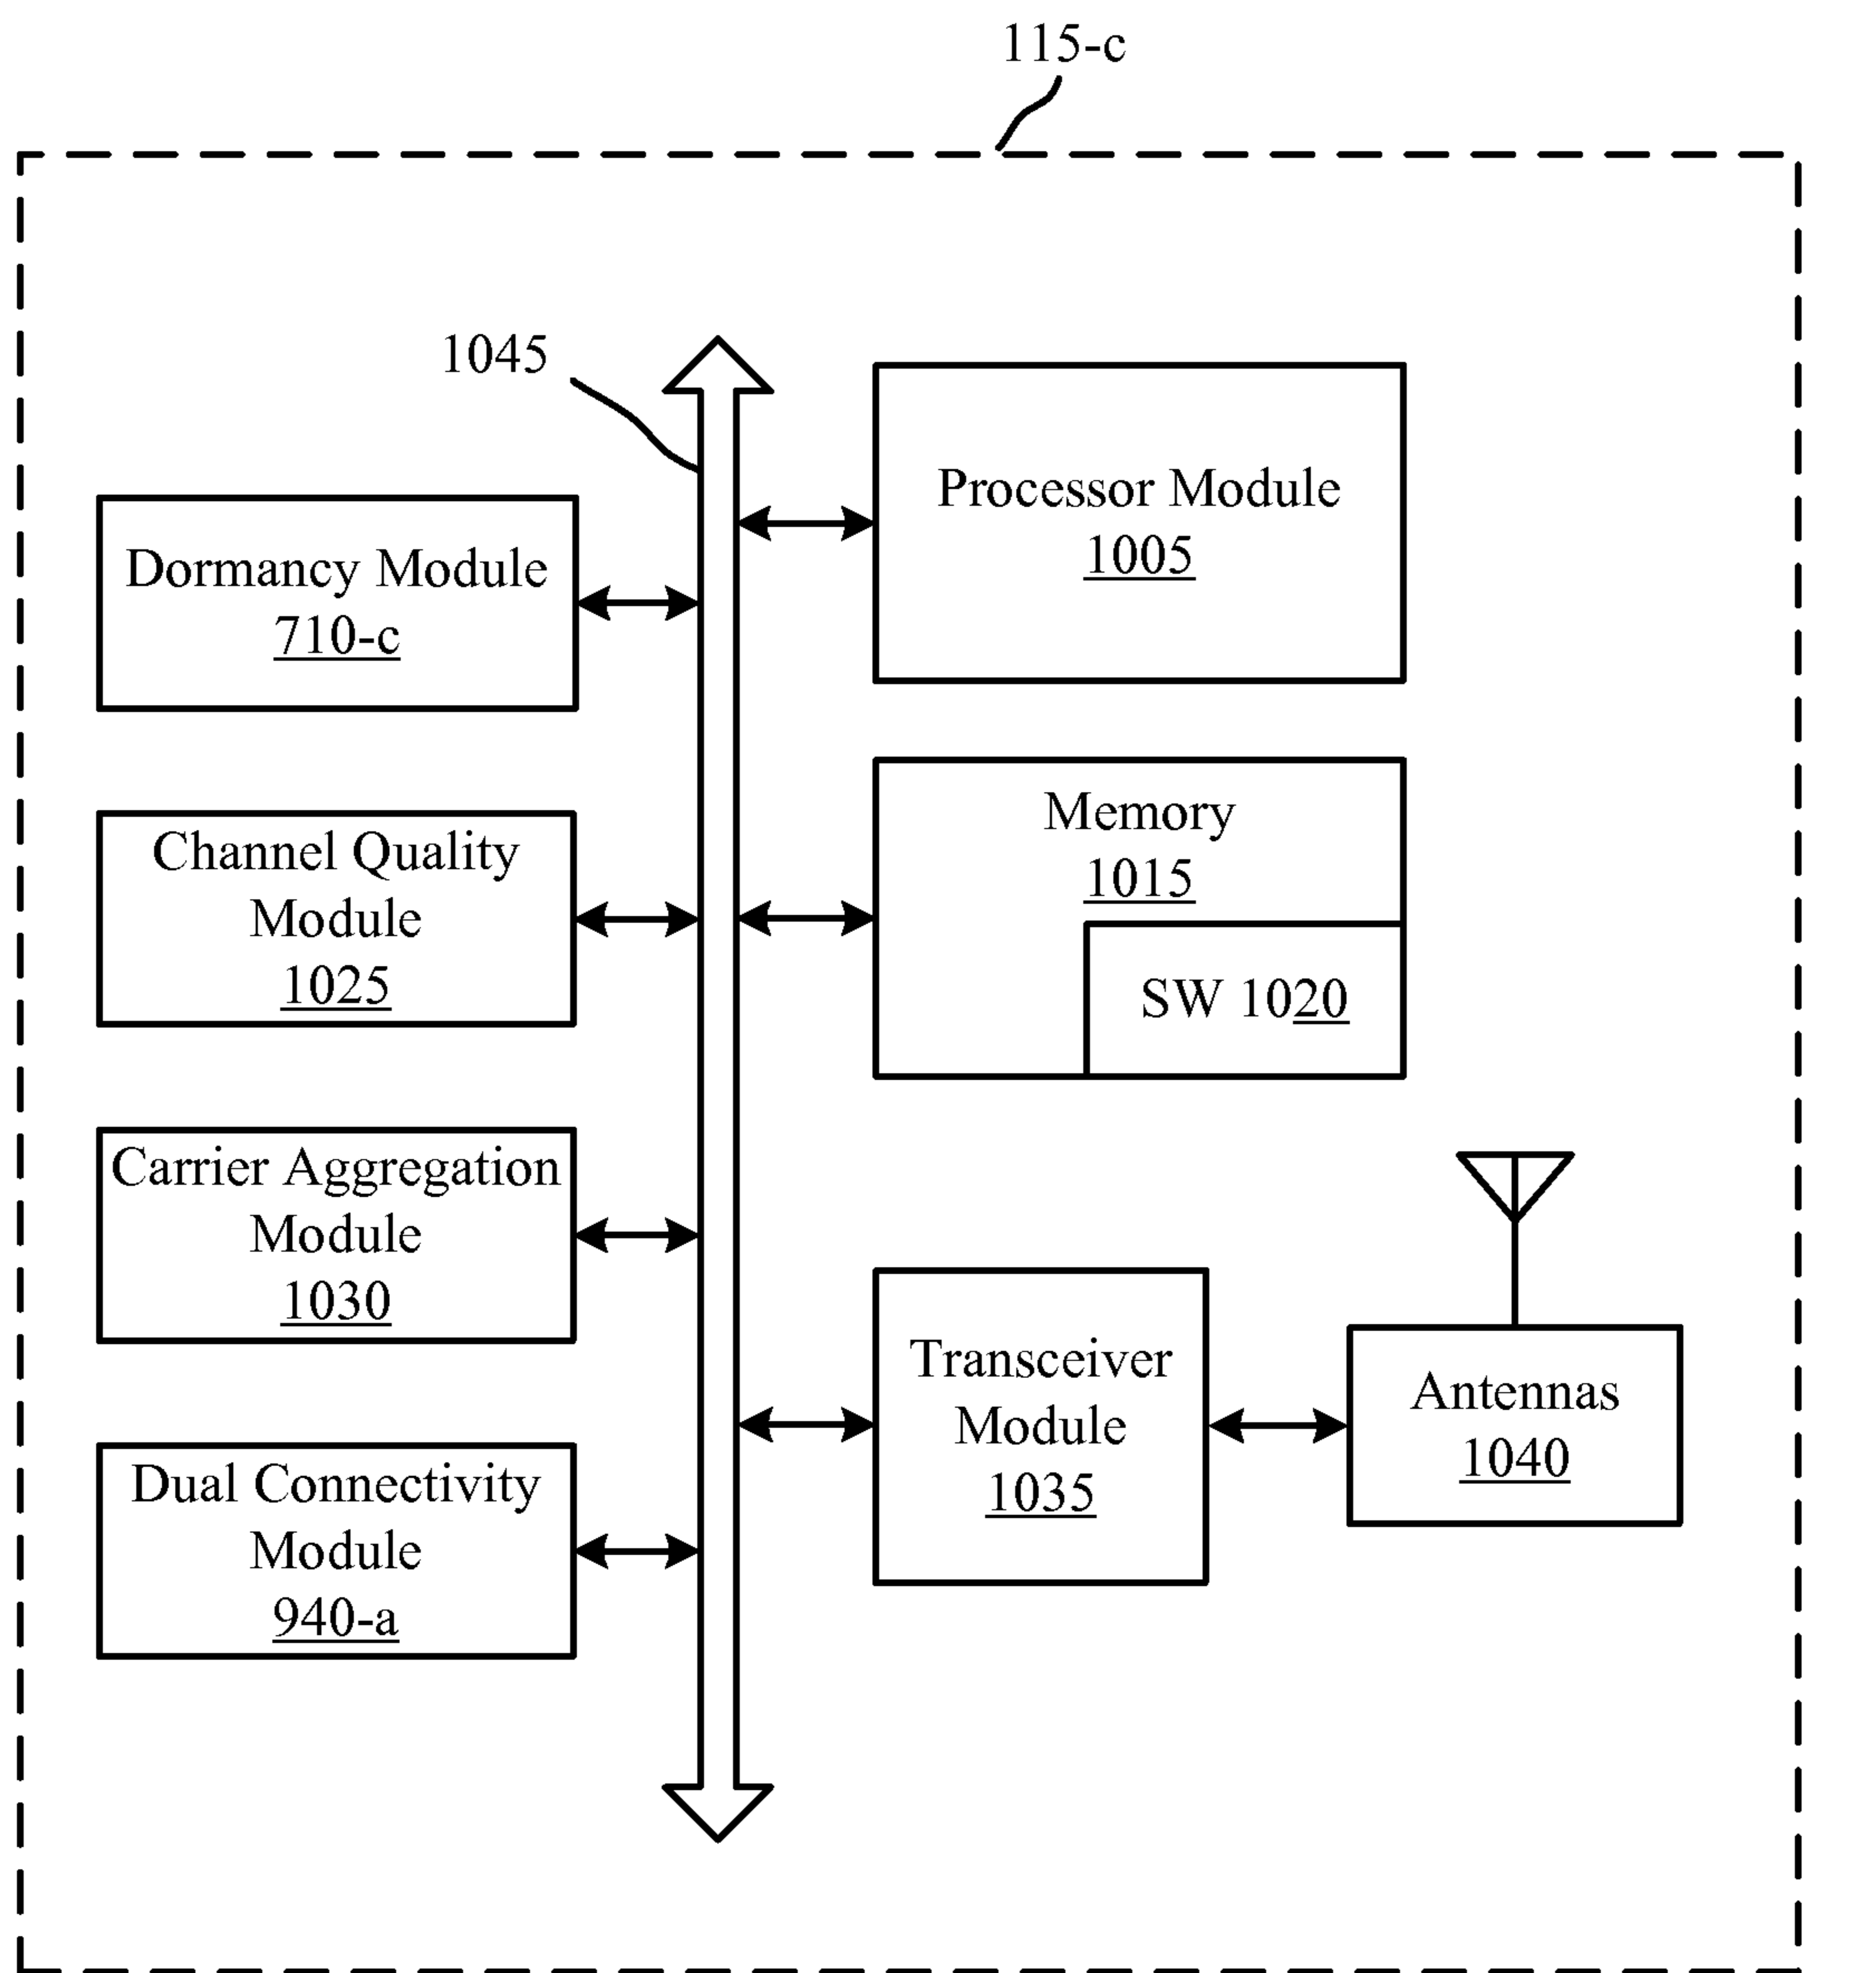 115-c
1045
Processor Module
1005
Dormancy Module
710-c
Memory
1015
SW 1020
Channel Quality
Module
1025
Carrier Aggregation
Module
1030
Transceiver
Module
1035
Antennas
1040
Dual Connectivity
Module
940-a